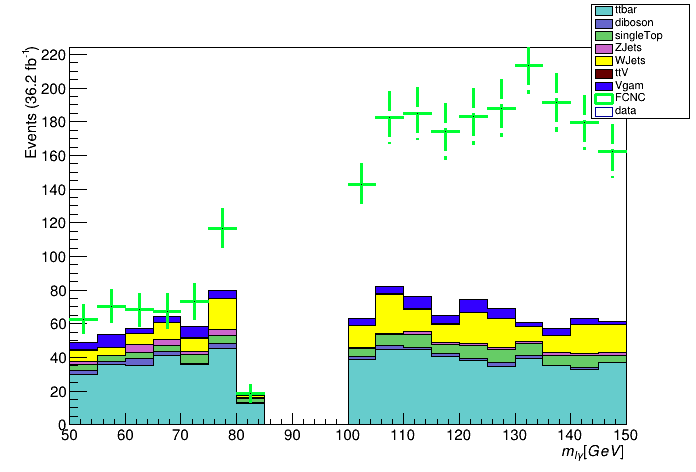 ttbar
diboson
singleTop
ZJets
WJets
ttV
Vgam
FCNC
data
Events (36.2 fb⁻¹)
220
200
180
160
140
120
100
80
60
40
20
0
50 60 70 80 90 100 110 120 130 140 150
m_{lγ}[GeV]